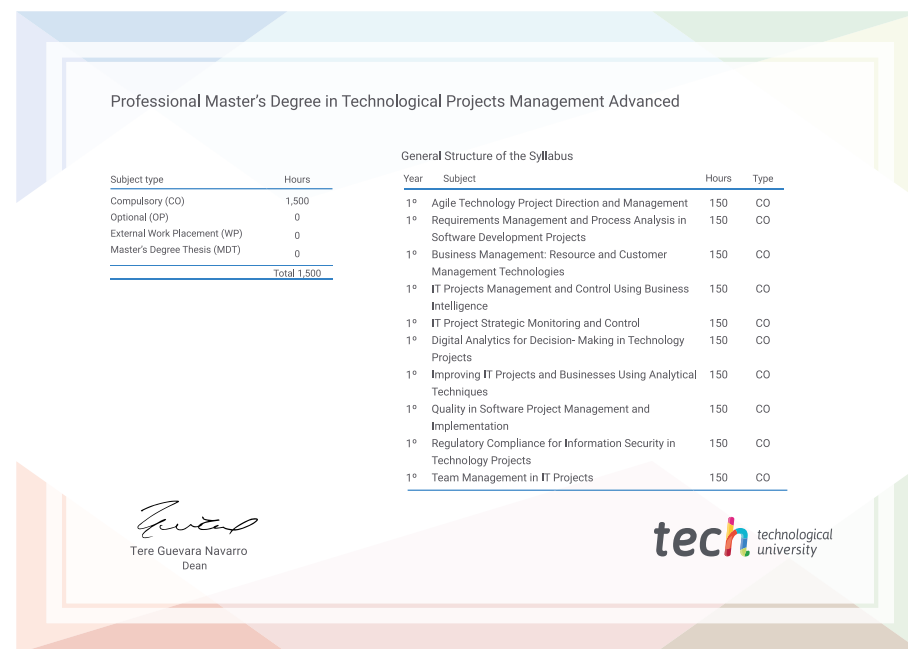 Professional Master's Degree in Technological Projects Management Advanced
Subject type Hours
Compulsory (CO) 1,500
Optional (OP) 0
External Work Placement (WP) 0
Master's Degree Thesis (MDT) 0
Total 1,500
General Structure of the Syllabus
Year Subject Hours Type
1º Agile Technology Project Direction and Management 150 CO
1º Requirements Management and Process Analysis in 150 CO
Software Development Projects
1º Business Management: Resource and Customer 150 CO
Management Technologies
1º IT Projects Management and Control Using Business 150 CO
Intelligence
1º IT Project Strategic Monitoring and Control 150 CO
1º Digital Analytics for Decision- Making in Technology 150 CO
Projects
1º Improving IT Projects and Businesses Using Analytical 150 CO
Techniques
1º Quality in Software Project Management and 150 CO
Implementation
1º Regulatory Compliance for Information Security in 150 CO
Technology Projects
1º Team Management in IT Projects 150 CO
Tere Guevara Navarro
Dean
tech technological
university